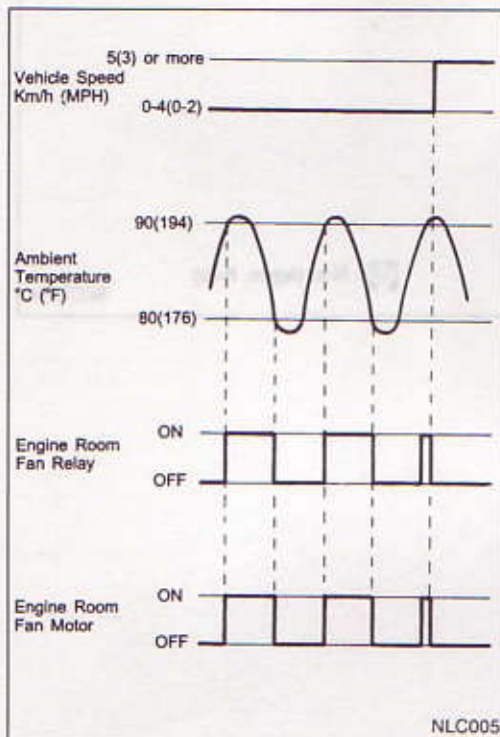 5(3) or more
Vehicle Speed
Km/h (MPH)
0-4(0-2)
90(194)
Ambient
Temperature
°C (°F)
80(176)
ON
Engine Room
Fan Relay
OFF
ON
Engine Room
Fan Motor
OFF
NLC005